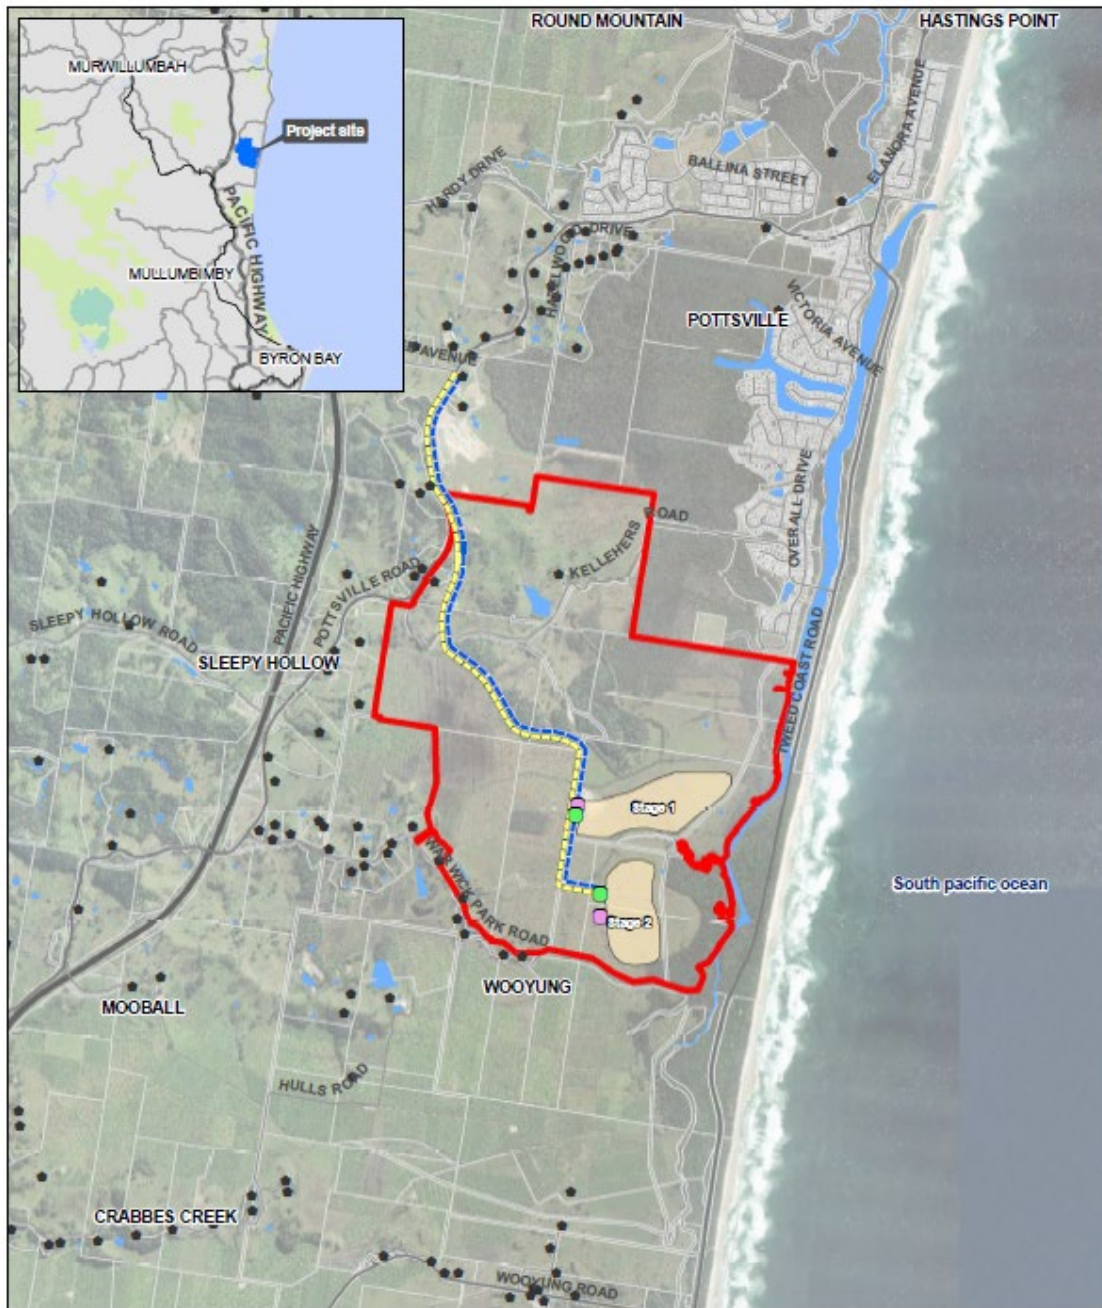 ROUND MOUNTAIN
HASTINGS POINT
MURWILLUMBAH
Project site
PACIFIC HIGHWAY
MULLUMBIMBY
BYRON BAY
ELANORA AVENUE
BALLINA STREET
HARDY DRIVE
DRIVE
POTTSVILLE
VICTORIA AVENUE
AVENUE
OVERALL DRIVE
KELLEHERS ROAD
PACIFIC HIGHWAY
POTTSVILLE ROAD
SLEEPY HOLLOW ROAD
SLEEPY HOLLOW
TWEED COAST ROAD
Stage 1
WARWICK PARK ROAD
South pacific ocean
Stage 2
WOOYUNG
MOOBALL
HULLS ROAD
CRABBES CREEK
WOOYUNG ROAD